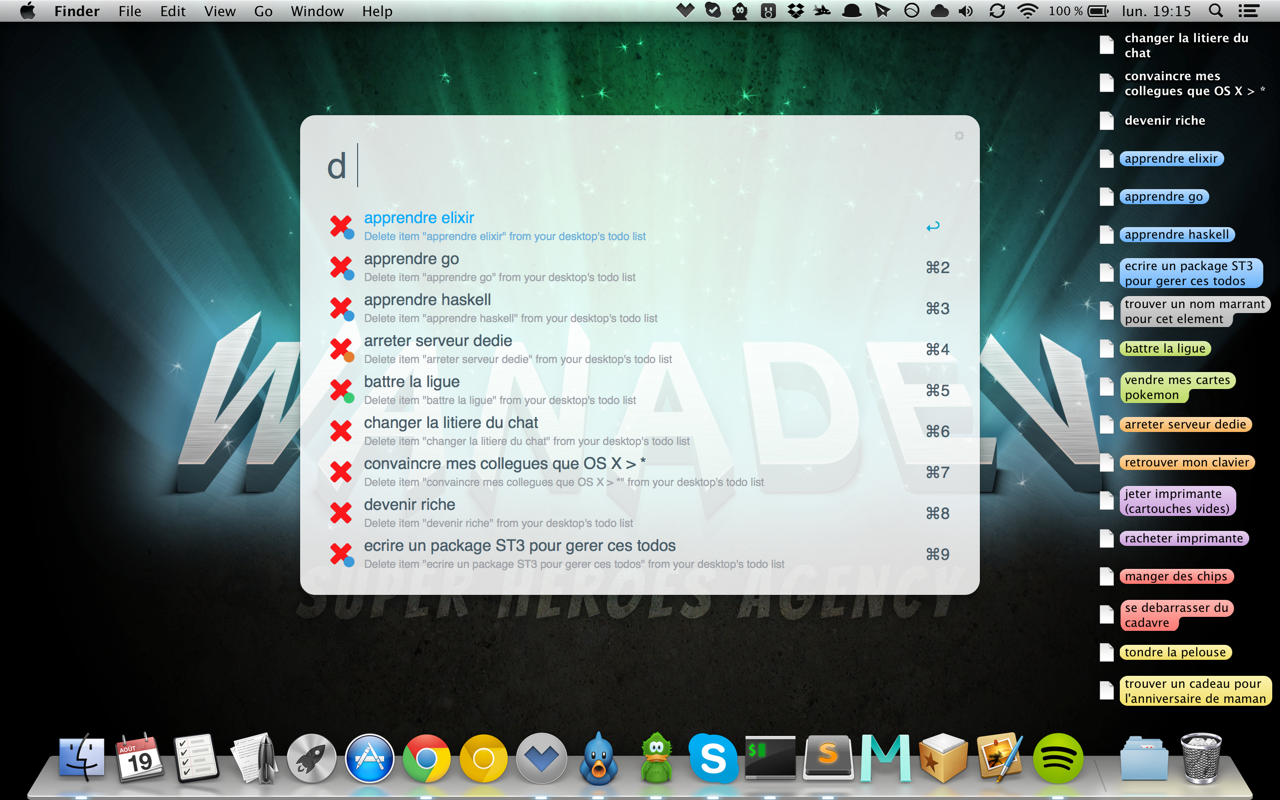 Finder File Edit View Go Window Help 100 % lun. 19:15
d
apprendre elixir
Delete item "apprendre elixir" from your desktop's todo list
apprendre go
Delete item "apprendre go" from your desktop's todo list
⌘2
apprendre haskell
Delete item "apprendre haskell" from your desktop's todo list
⌘3
arreter serveur dedie
Delete item "arreter serveur dedie" from your desktop's todo list
⌘4
battre la ligue
Delete item "battre la ligue" from your desktop's todo list
⌘5
changer la litiere du chat
Delete item "changer la litiere du chat" from your desktop's todo list
⌘6
convaincre mes collegues que OS X > *
Delete item "convaincre mes collegues que OS X > *" from your desktop's todo list
⌘7
devenir riche
Delete item "devenir riche" from your desktop's todo list
⌘8
ecrire un package ST3 pour gerer ces todos
Delete item "ecrire un package ST3 pour gerer ces todos" from your desktop's todo list
⌘9
WANADEV
SUPER HEROES AGENCY
changer la litiere du
chat
convaincre mes
collegues que OS X > *
devenir riche
apprendre elixir
apprendre go
apprendre haskell
ecrire un package ST3
pour gerer ces todos
trouver un nom marrant
pour cet element
battre la ligue
vendre mes cartes
pokemon
arreter serveur dedie
retrouver mon clavier
jeter imprimante
(cartouches vides)
racheter imprimante
manger des chips
se debarrasser du
cadavre
tondre la pelouse
trouver un cadeau pour
l'anniversaire de maman
AOÛT
19
$
S
S
M